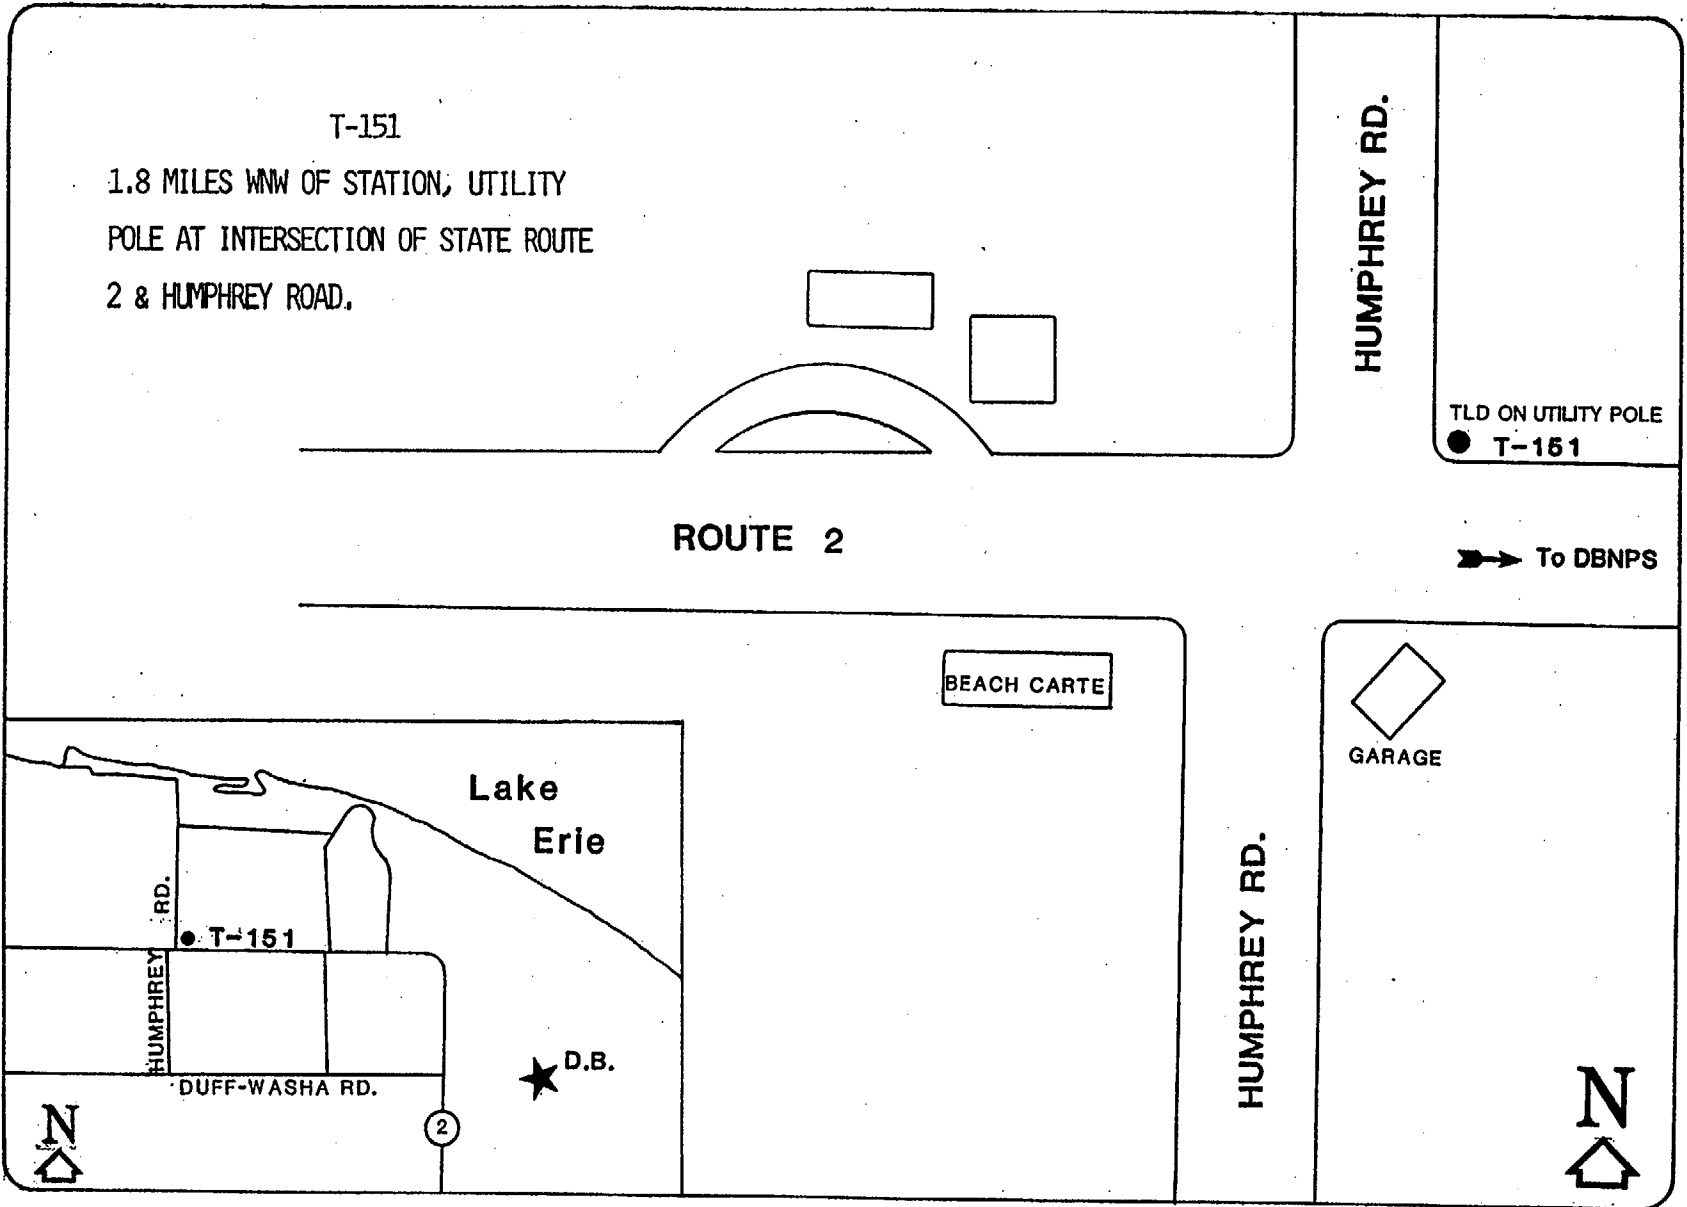 T-151
1.8 MILES WNW OF STATION, UTILITY
POLE AT INTERSECTION OF STATE ROUTE
2 & HUMPHREY ROAD.
HUMPHREY RD.
TLD ON UTILITY POLE
T-151
ROUTE 2
To DBNPS
BEACH CARTE
GARAGE
HUMPHREY RD.
N
Lake
Erie
RD.
T-151
HUMPHREY
D.B.
DUFF-WASHA RD.
2
N